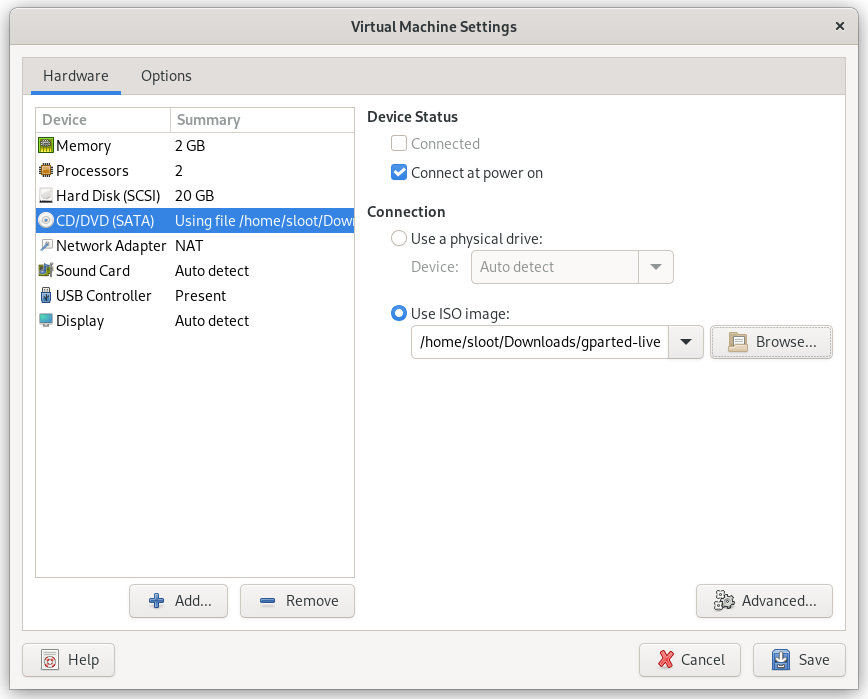 Virtual Machine Settings
Hardware Options
Device Summary
Memory 2 GB
Processors 2
Hard Disk (SCSI) 20 GB
CD/DVD (SATA) Using file /home/sloot/Dow
Network Adapter NAT
Sound Card Auto detect
USB Controller Present
Display Auto detect
Add...
Remove
Device Status
Connected
Connect at power on
Connection
Use a physical drive:
Device: Auto detect
Use ISO image:
/home/sloot/Downloads/gparted-live
Browse...
Advanced...
Help
Cancel
Save